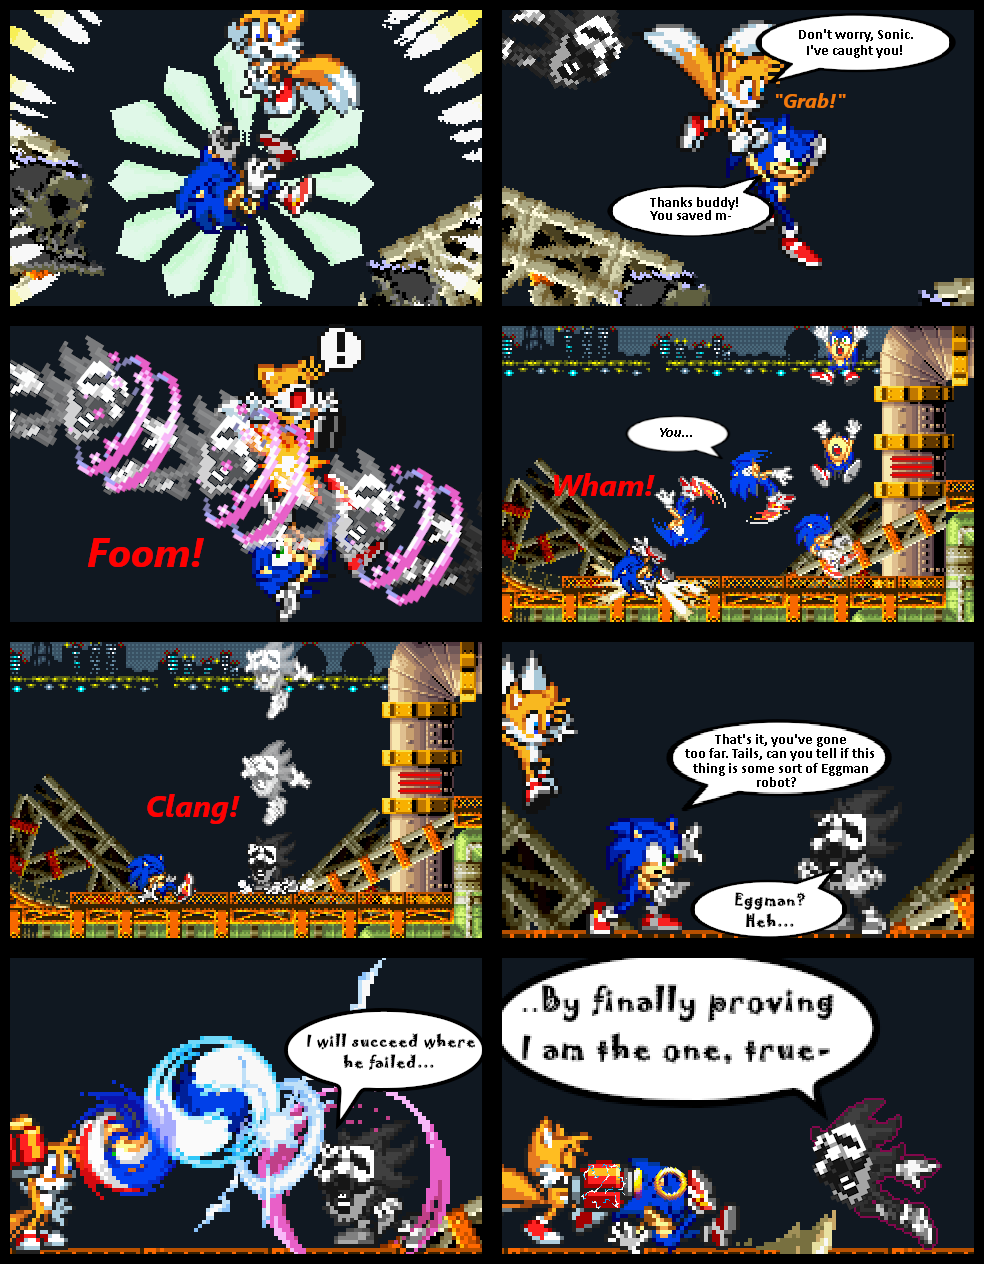 Don't worry, Sonic.
I've caught you!
"Grab!"
Thanks buddy!
You saved m-
!
Foom!
You...
Wham!
Clang!
That's it, you've gone
too far. Tails, can you tell if this
thing is some sort of Eggman
robot?
Eggman?
Heh...
I will succeed where
he failed...
..By finally proving
I am the one, true-